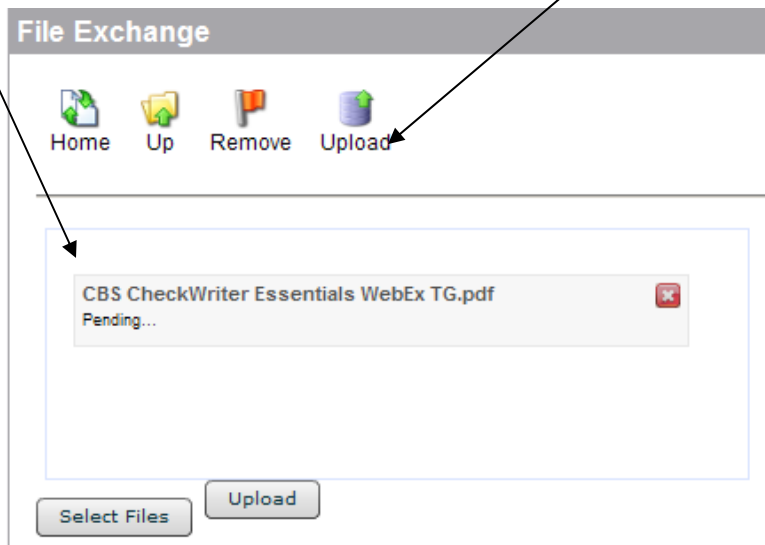 File Exchange
Home Up Remove Upload
CBS CheckWriter Essentials WebEx TG.pdf
Pending...
Select Files Upload